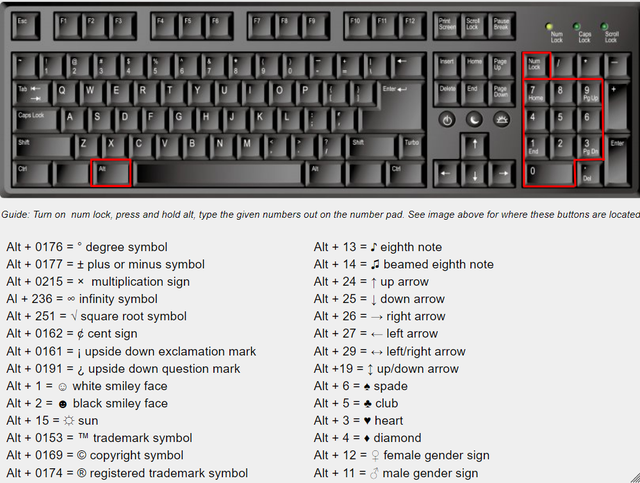 Esc F1 F2 F3 F4 F5 F6 F7 F8 F9 F10 F11 F12 Print Screen Scroll Lock Pause Break
Num Lock Caps Lock Scroll Lock
Insert Home Page Up Num Lock / * -
Tab Q W E R T Y U I O P Enter Delete End Page Down 7 Home 8 9 Pg Up +
Caps Lock A S D F G H J K L 4 5 6
Shift Z X C V B N M Shift Turbo 1 End 2 3 Pg Dn Enter
Ctrl Alt Alt Ctrl ← ↓ → 0 . Del
Guide: Turn on num lock, press and hold alt, type the given numbers out on the number pad. See image above for where these buttons are located
Alt + 0176 = ° degree symbol
Alt + 0177 = ± plus or minus symbol
Alt + 0215 = × multiplication sign
Al + 236 = ∞ infinity symbol
Alt + 251 = √ square root symbol
Alt + 0162 = ¢ cent sign
Alt + 0161 = ¡ upside down exclamation mark
Alt + 0191 = ¿ upside down question mark
Alt + 1 = ☺ white smiley face
Alt + 2 = ☻ black smiley face
Alt + 15 = ☼ sun
Alt + 0153 = ™ trademark symbol
Alt + 0169 = © copyright symbol
Alt + 0174 = ® registered trademark symbol
Alt + 13 = ♪ eighth note
Alt + 14 = ♫ beamed eighth note
Alt + 24 = ↑ up arrow
Alt + 25 = ↓ down arrow
Alt + 26 = → right arrow
Alt + 27 = ← left arrow
Alt + 29 = ↔ left/right arrow
Alt +19 = ↕ up/down arrow
Alt + 6 = ♠ spade
Alt + 5 = ♣ club
Alt + 3 = ♥ heart
Alt + 4 = ♦ diamond
Alt + 12 = ♀ female gender sign
Alt + 11 = ♂ male gender sign